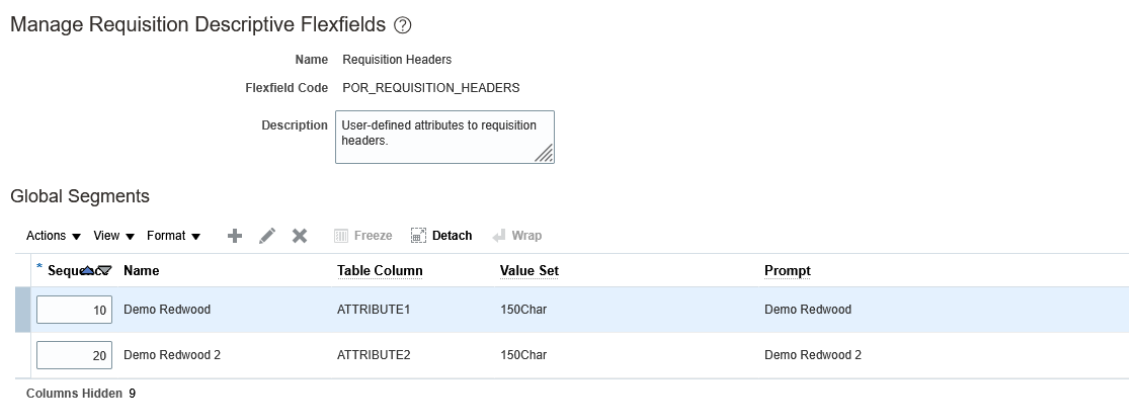 Manage Requisition Descriptive Flexfields ?
Name Requisition Headers
Flexfield Code POR_REQUISITION_HEADERS
Description User-defined attributes to requisition
headers.
Global Segments
Actions View Format Freeze Detach Wrap
* Sequence Name Table Column Value Set Prompt
10 Demo Redwood ATTRIBUTE1 150Char Demo Redwood
20 Demo Redwood 2 ATTRIBUTE2 150Char Demo Redwood 2
Columns Hidden 9